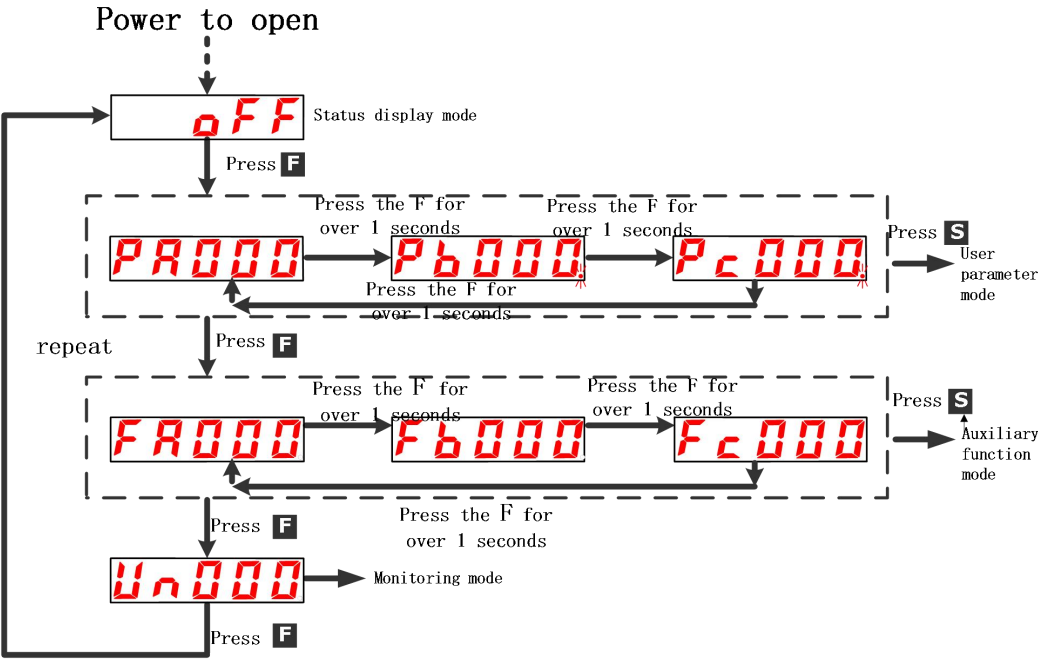 Power to open
oFF
Status display mode
Press F
Press the F for
over 1 seconds
Press the F for
over 1 seconds
Press S
PA000
Pb000
Pc000
User
parameter
mode
Press the F for
over 1 seconds
repeat
Press F
Press the F for
over 1 seconds
Press the F for
over 1 seconds
Press S
FA000
Fb000
Fc000
Auxiliary
function
mode
Press the F for
over 1 seconds
Press F
Un000
Monitoring mode
Press F